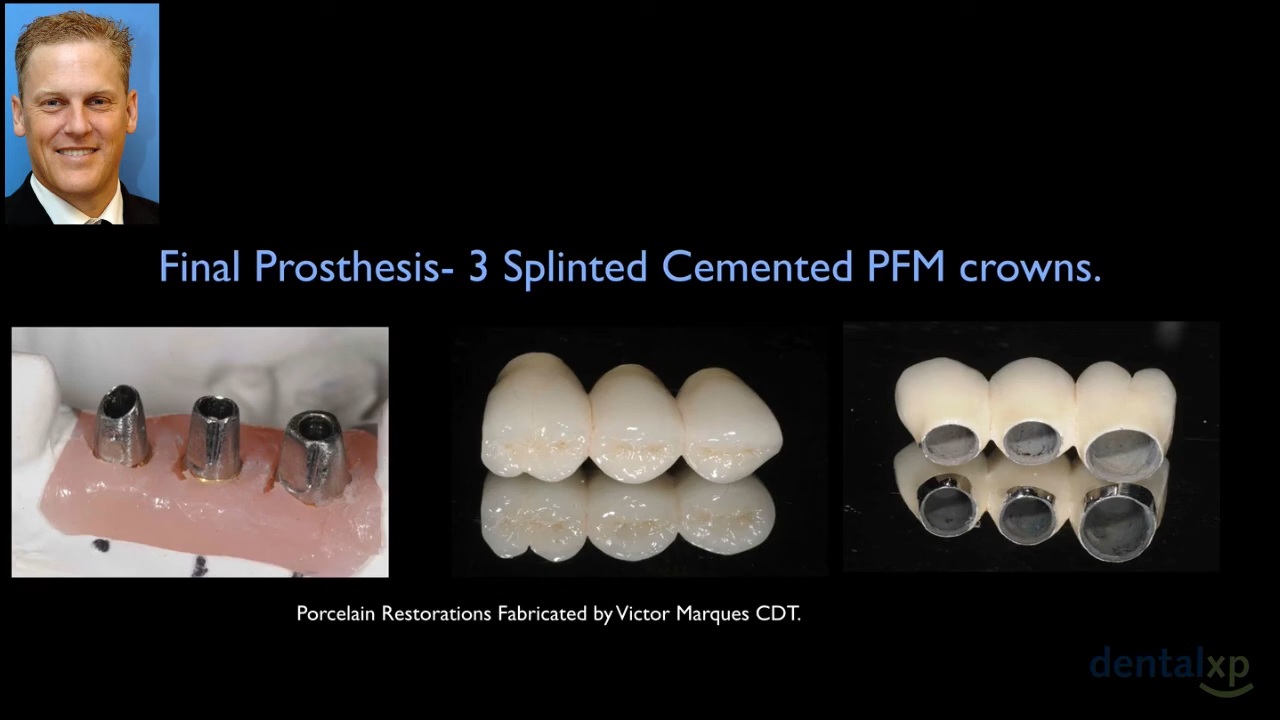 Final Prosthesis- 3 Splinted Cemented PFM crowns.
Porcelain Restorations Fabricated by Victor Marques CDT.
dentalxp